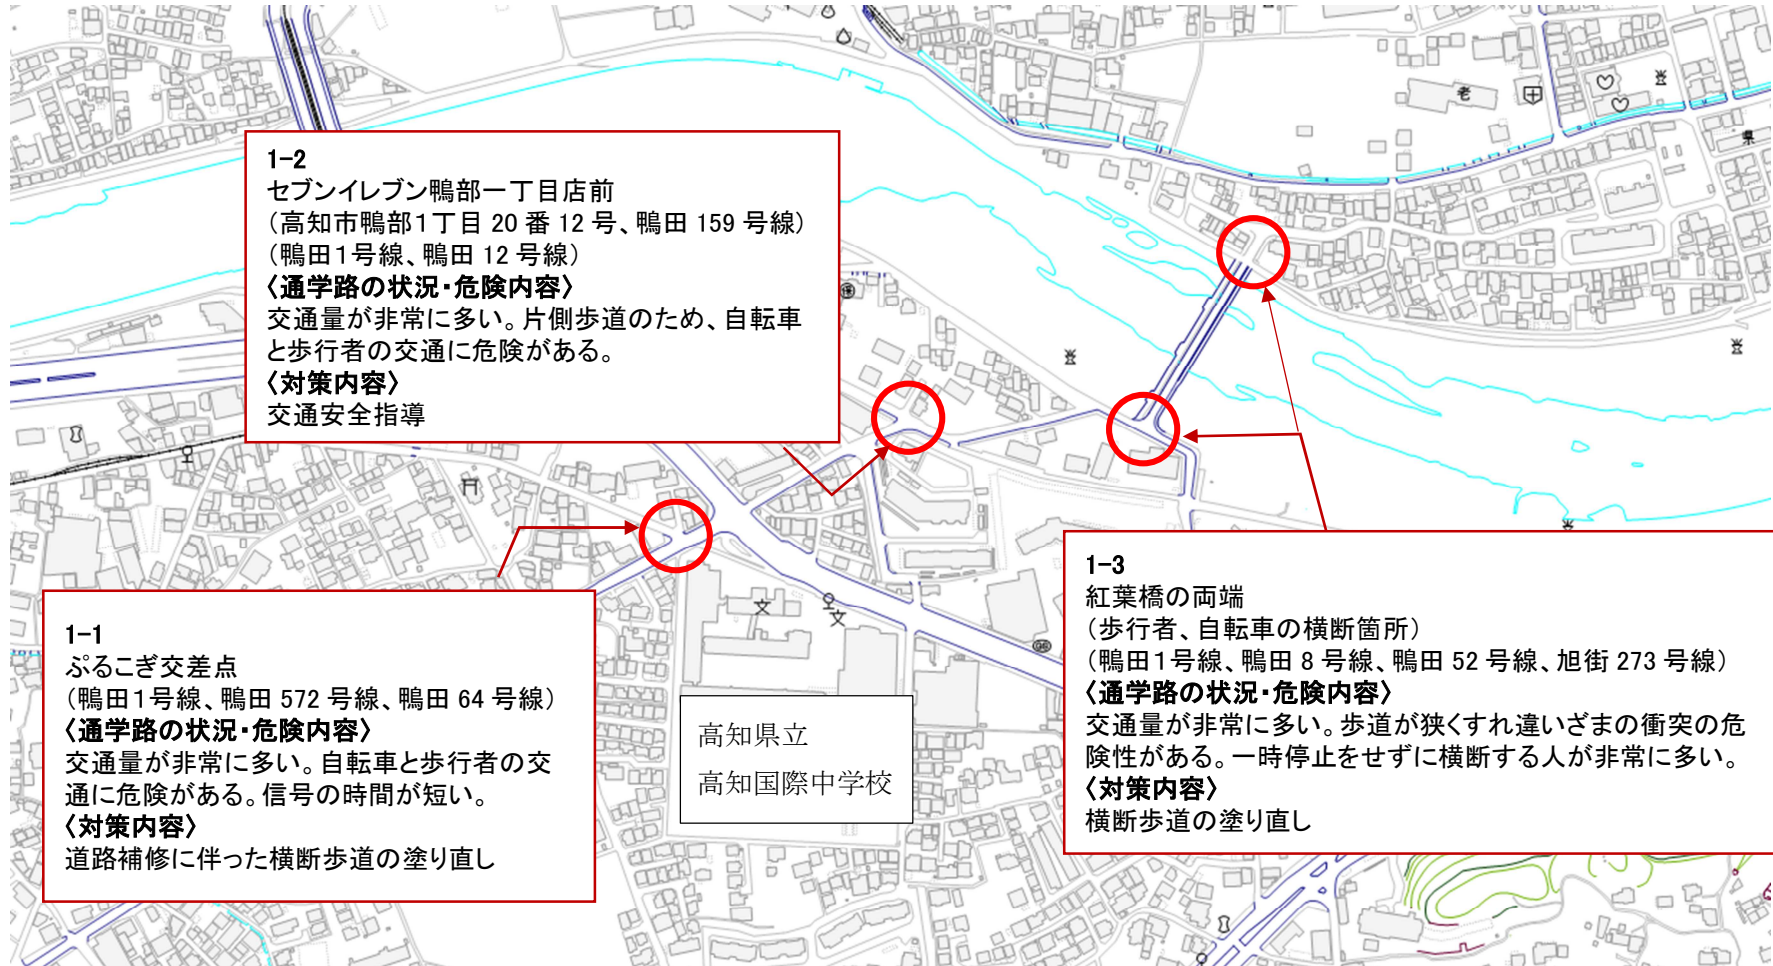 1-2
セブンイレブン鴨部一丁目店前
（高知市鴨部１丁目 20 番 12 号、鴨田 159 号線）
（鴨田１号線、鴨田 12 号線）
〈通学路の状況・危険内容〉
交通量が非常に多い。片側歩道のため、自転車
と歩行者の交通に危険がある。
〈対策内容〉
交通安全指導
老
県
1-1
ぷるこぎ交差点
（鴨田１号線、鴨田 572 号線、鴨田 64 号線）
〈通学路の状況・危険内容〉
交通量が非常に多い。自転車と歩行者の交
通に危険がある。信号の時間が短い。
〈対策内容〉
道路補修に伴った横断歩道の塗り直し
文
文
高知県立
高知国際中学校
1-3
紅葉橋の両端
（歩行者、自転車の横断箇所）
（鴨田１号線、鴨田 8 号線、鴨田 52 号線、旭街 273 号線）
〈通学路の状況・危険内容〉
交通量が非常に多い。歩道が狭くすれ違いざまの衝突の危
険性がある。一時停止をせずに横断する人が非常に多い。
〈対策内容〉
横断歩道の塗り直し